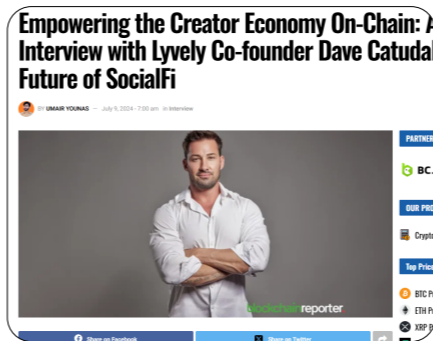 Empowering the Creator Economy On-Chain: A
Interview with Lyvely Co-founder Dave Catudal
Future of SocialFi
BY UMAIR YOUNAS — July 9, 2024 - 7:00 am in Interview
PARTNER
BC.
OUR PRO
Crypto
Top Price
BTC P
ETH P
XRP
blockchainreporter
Share on Facebook
Share on Twitter